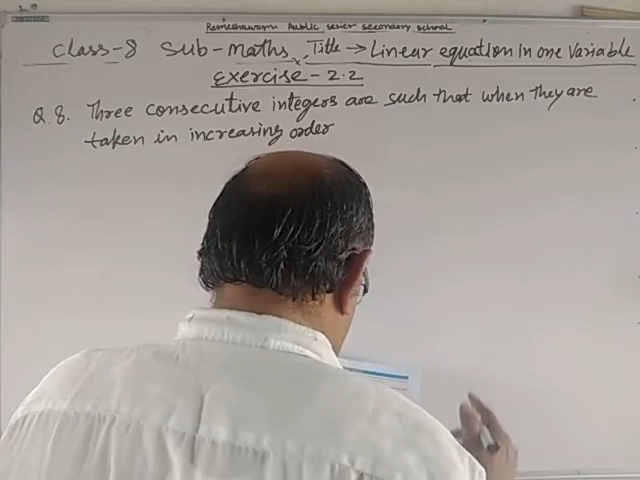 Rameshawaram Public senior secondary school
Class-8 Sub-Maths, Title → Linear equation In one Variable
Exercise-2.2
Q.8. Three consecutive integers are such that when they are
taken in increasing order